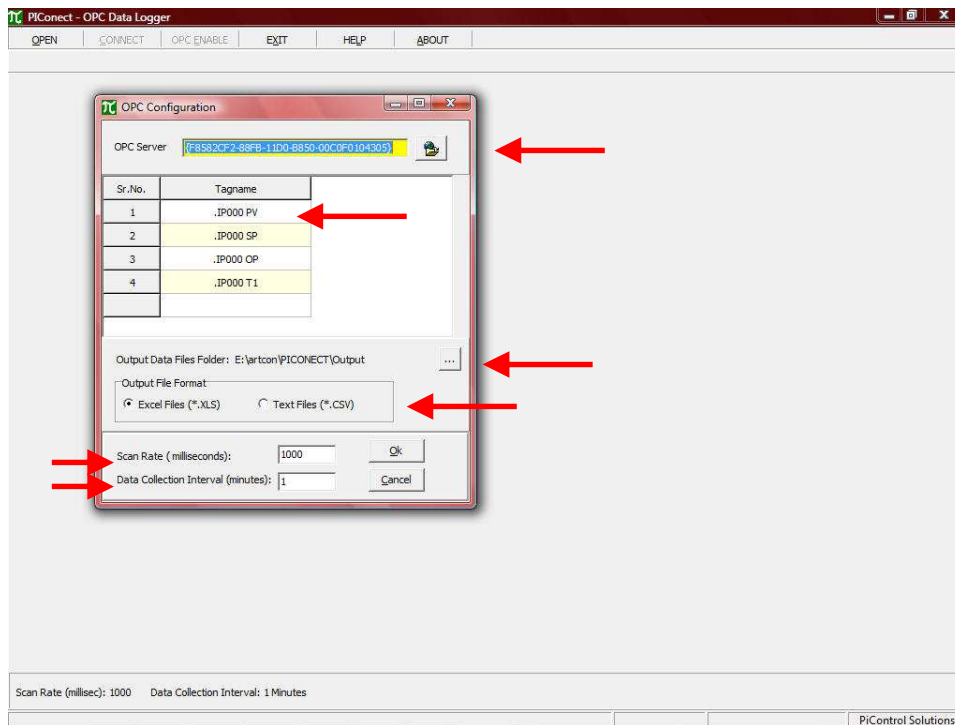 PIConect - OPC Data Logger
OPEN CONNECT OPC ENABLE EXIT HELP ABOUT
OPC Configuration
OPC Server {F8582CF2-88FB-11D0-B850-00C0F0104305}
Sr.No. Tagname
1 .IP000 PV
2 .IP000 SP
3 .IP000 OP
4 .IP000 T1
Output Data Files Folder: E:\artcon\PICONECT\Output ...
Output File Format
Excel Files (*.XLS) Text Files (*.CSV)
Scan Rate ( milliseconds): 1000 Ok
Data Collection Interval (minutes): 1 Cancel
Scan Rate (millisec): 1000 Data Collection Interval: 1 Minutes
PiControl Solutions